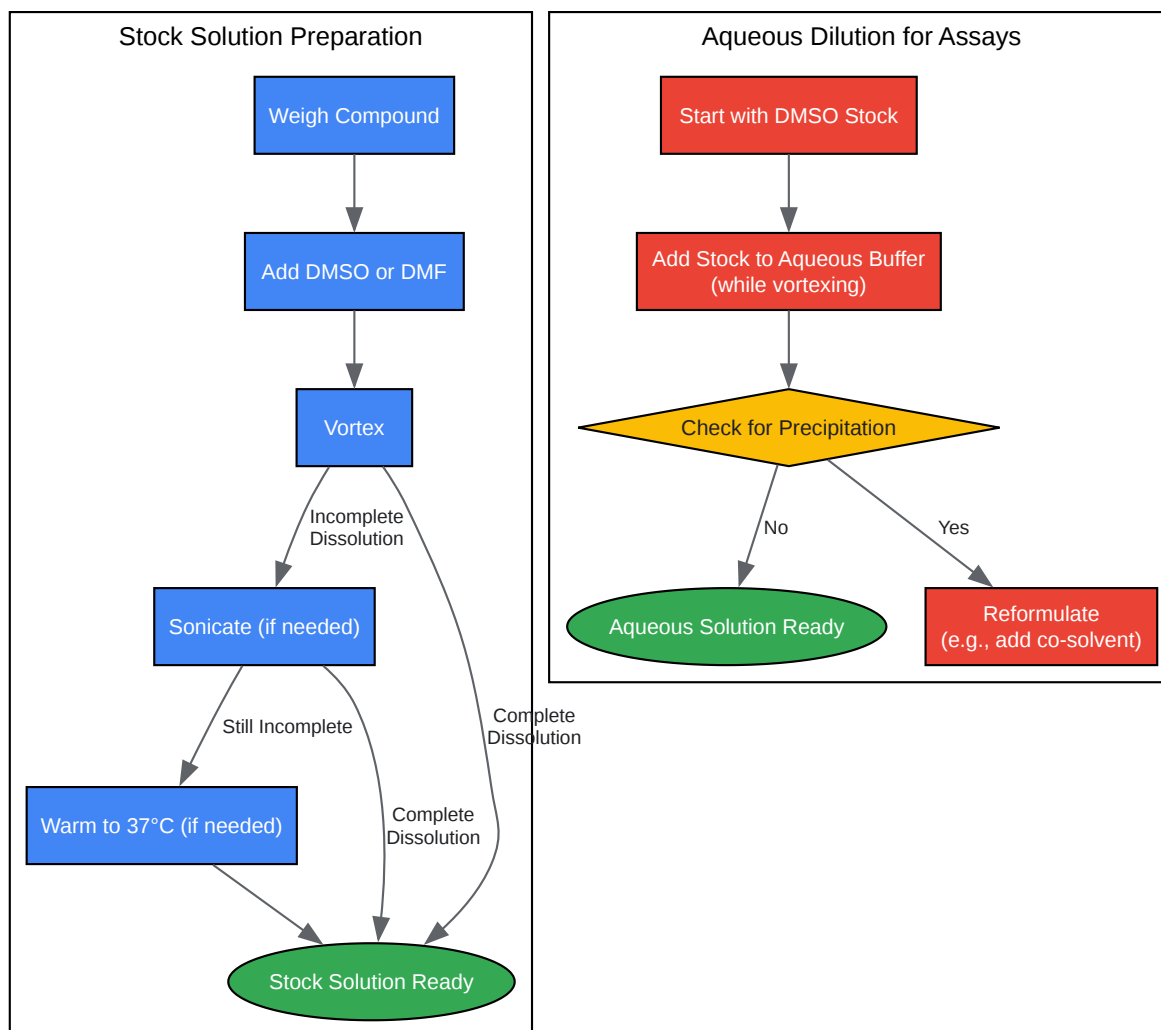 Stock Solution Preparation
Weigh Compound
Add DMSO or DMF
Vortex
Incomplete
Dissolution
Sonicate (if needed)
Still Incomplete
Complete
Dissolution
Warm to 37°C (if needed)
Complete
Dissolution
Stock Solution Ready
Aqueous Dilution for Assays
Start with DMSO Stock
Add Stock to Aqueous Buffer
(while vortexing)
Check for Precipitation
No
Yes
Aqueous Solution Ready
Reformulate
(e.g., add co-solvent)